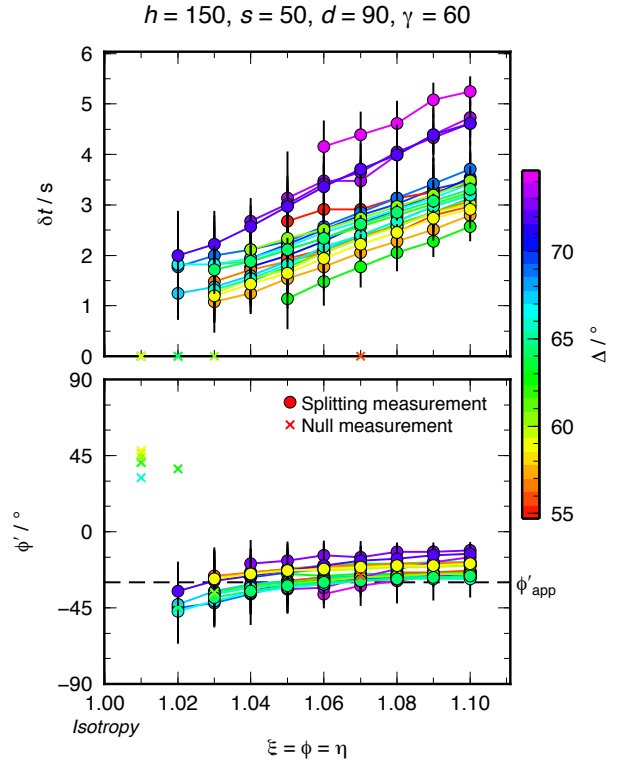 h = 150, s = 50, d = 90, γ = 60
6
5
4
3
2
1
0
δt / s
90
45
0
−45
−90
ϕ′ / °
Splitting measurement
Null measurement
ϕ′app
1.00 1.02 1.04 1.06 1.08 1.10
Isotropy
ξ = ϕ = η
70
65
60
55
Δ / °